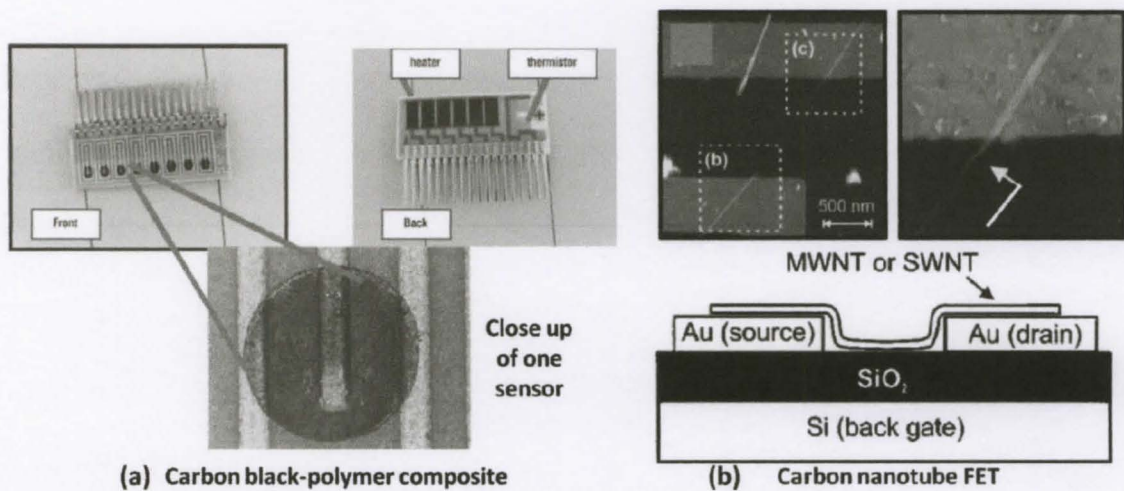 heater
thermistor
+
Front
Back
Close up
of one
sensor
(a) Carbon black-polymer composite
(c)
(b)
500 nm
MWNT or SWNT
Au (source)
Au (drain)
SiO₂
Si (back gate)
(b) Carbon nanotube FET